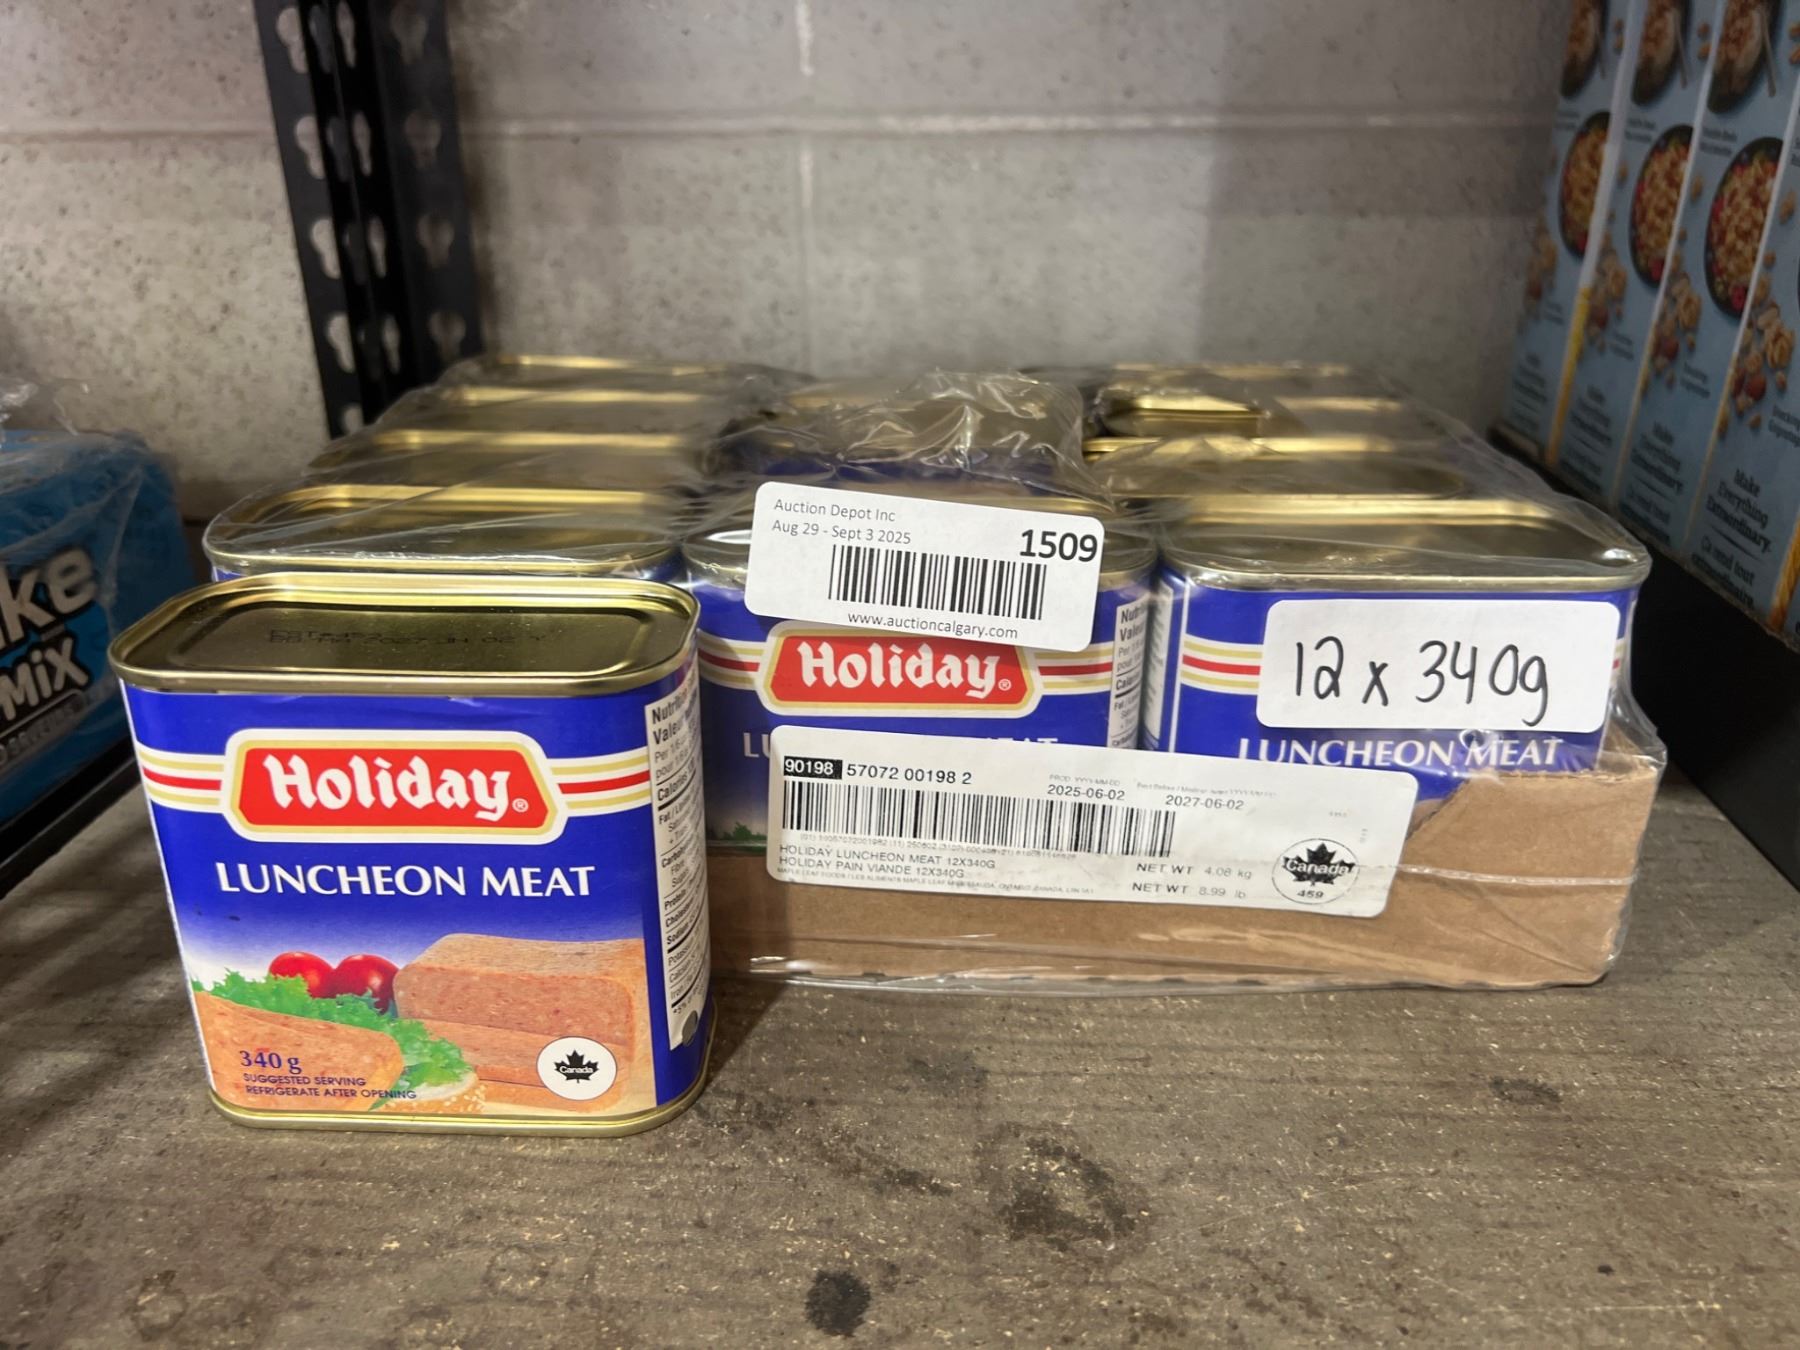 Auction Depot Inc
Aug 29 - Sept 3 2025
1509
www.auctioncalgary.com
Holiday®
LUNCHEON MEAT
340 g
SUGGESTED SERVING
REFRIGERATE AFTER OPENING
Canada
Holiday®
12 x 340g
LUNCHEON MEAT
90198 57072 00198 2
2025-06-02
2027-06-02
HOLIDAY LUNCHEON MEAT 12X340G
HOLIDAY PAIN VIANDE 12X340G
NET WT 4.08 kg
NET WT 8.99 lb
Canada
459
Make
Everything
Extraordinary.
MiX